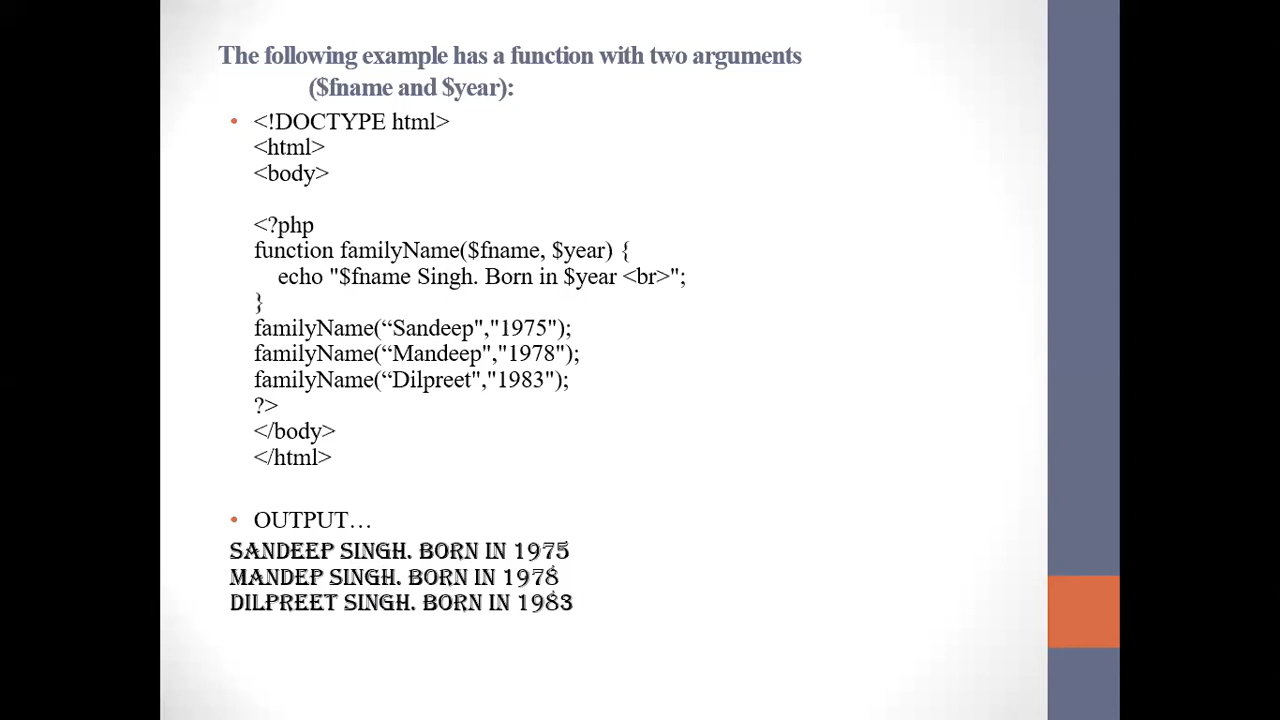 The following example has a function with two arguments
($fname and $year):
• <!DOCTYPE html>
<html>
<body>
<?php
function familyName($fname, $year) {
echo "$fname Singh. Born in $year <br>";
}
familyName(“Sandeep","1975");
familyName(“Mandeep","1978");
familyName(“Dilpreet","1983");
?>
</body>
</html>
• OUTPUT…
SANDEEP SINGH. BORN IN 1975
MANDEP SINGH. BORN IN 1978
DILPREET SINGH. BORN IN 1983